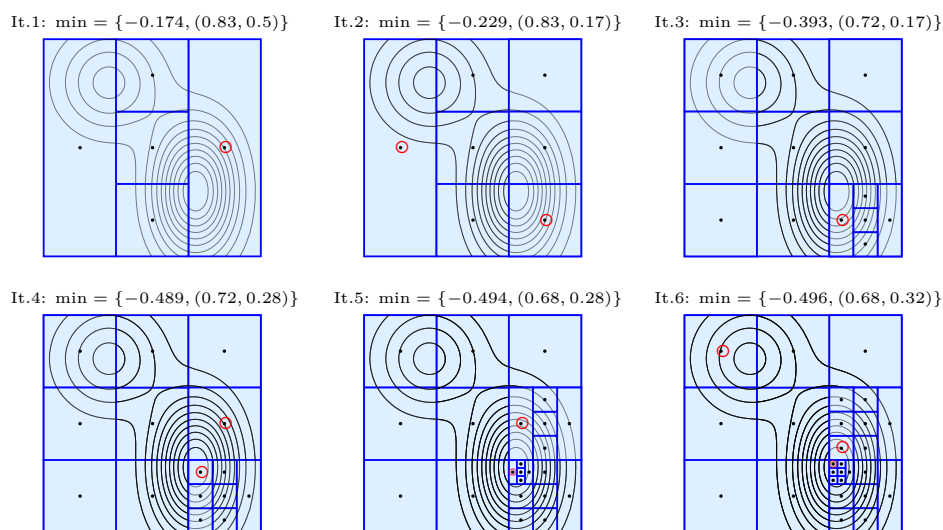 It.1: min = {−0.174, (0.83, 0.5)}
It.2: min = {−0.229, (0.83, 0.17)}
It.3: min = {−0.393, (0.72, 0.17)}
It.4: min = {−0.489, (0.72, 0.28)}
It.5: min = {−0.494, (0.68, 0.28)}
It.6: min = {−0.496, (0.68, 0.32)}